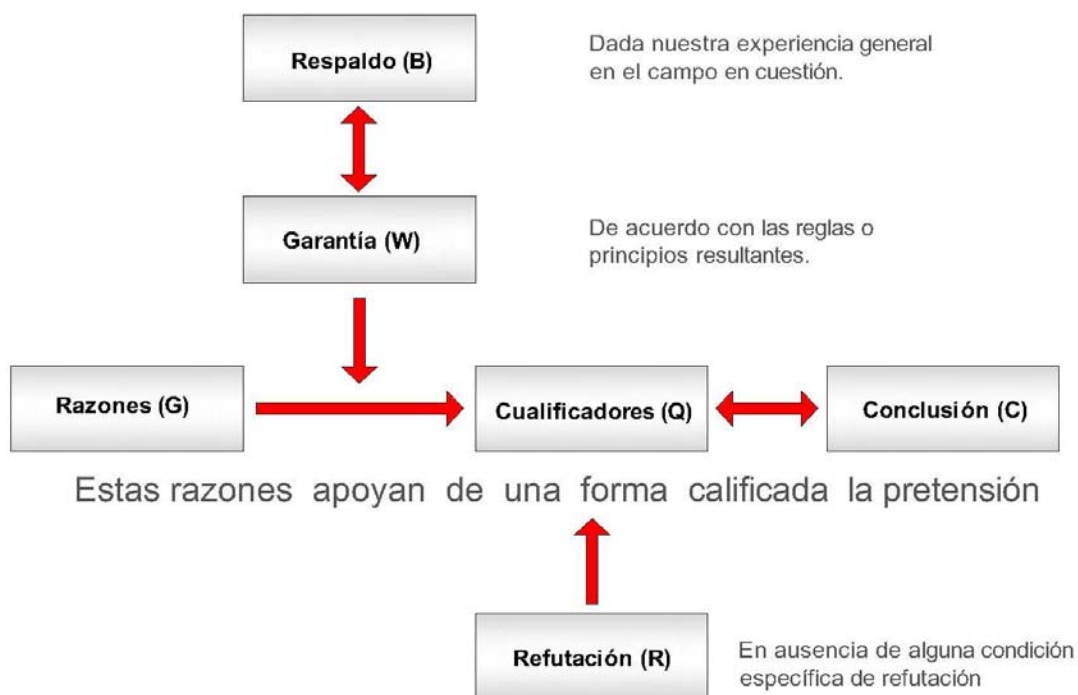 Respaldo (B)
Dada nuestra experiencia general
en el campo en cuestión.
Garantía (W)
De acuerdo con las reglas o
principios resultantes.
Razones (G)
Cualificadores (Q)
Conclusión (C)
Estas razones apoyan de una forma calificada la pretensión
Refutación (R)
En ausencia de alguna condición
específica de refutación